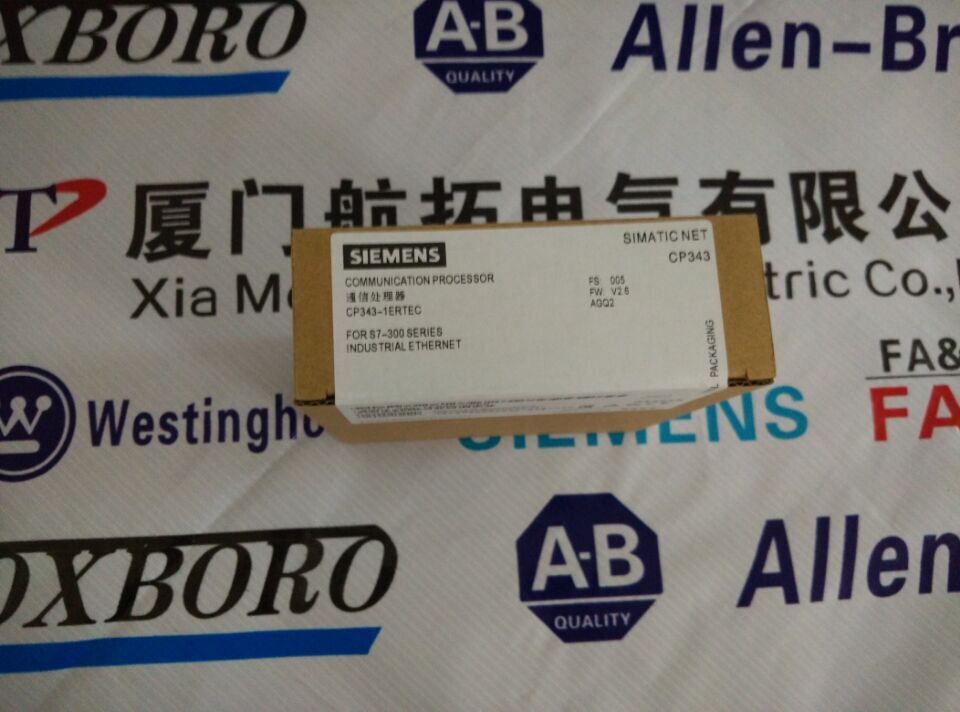 XBORO
A-B
QUALITY
Allen-Br
T
厦门航拓电气有限公
Xia M
tric Co.,
SIEMENS
COMMUNICATION PROCESSOR
通信处理器
CP343-1ERTEC
FOR S7-300 SERIES
INDUSTRIAL ETHERNET
SIMATIC NET
CP343
FS: 005
FW: V2.6
AGQ2
L PACKAGING
FA&
W
Westingho
SIEMENS
FA
OXBORO
A-B
QUALITY
Allen